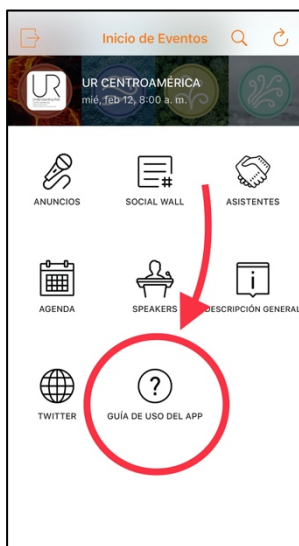 Inicio de Eventos
UR
UR CENTROAMÉRICA
mié, feb 12, 8:00 a. m.
ANUNCIOS
SOCIAL WALL
ASISTENTES
AGENDA
SPEAKERS
DESCRIPCIÓN GENERAL
TWITTER
GUÍA DE USO DEL APP